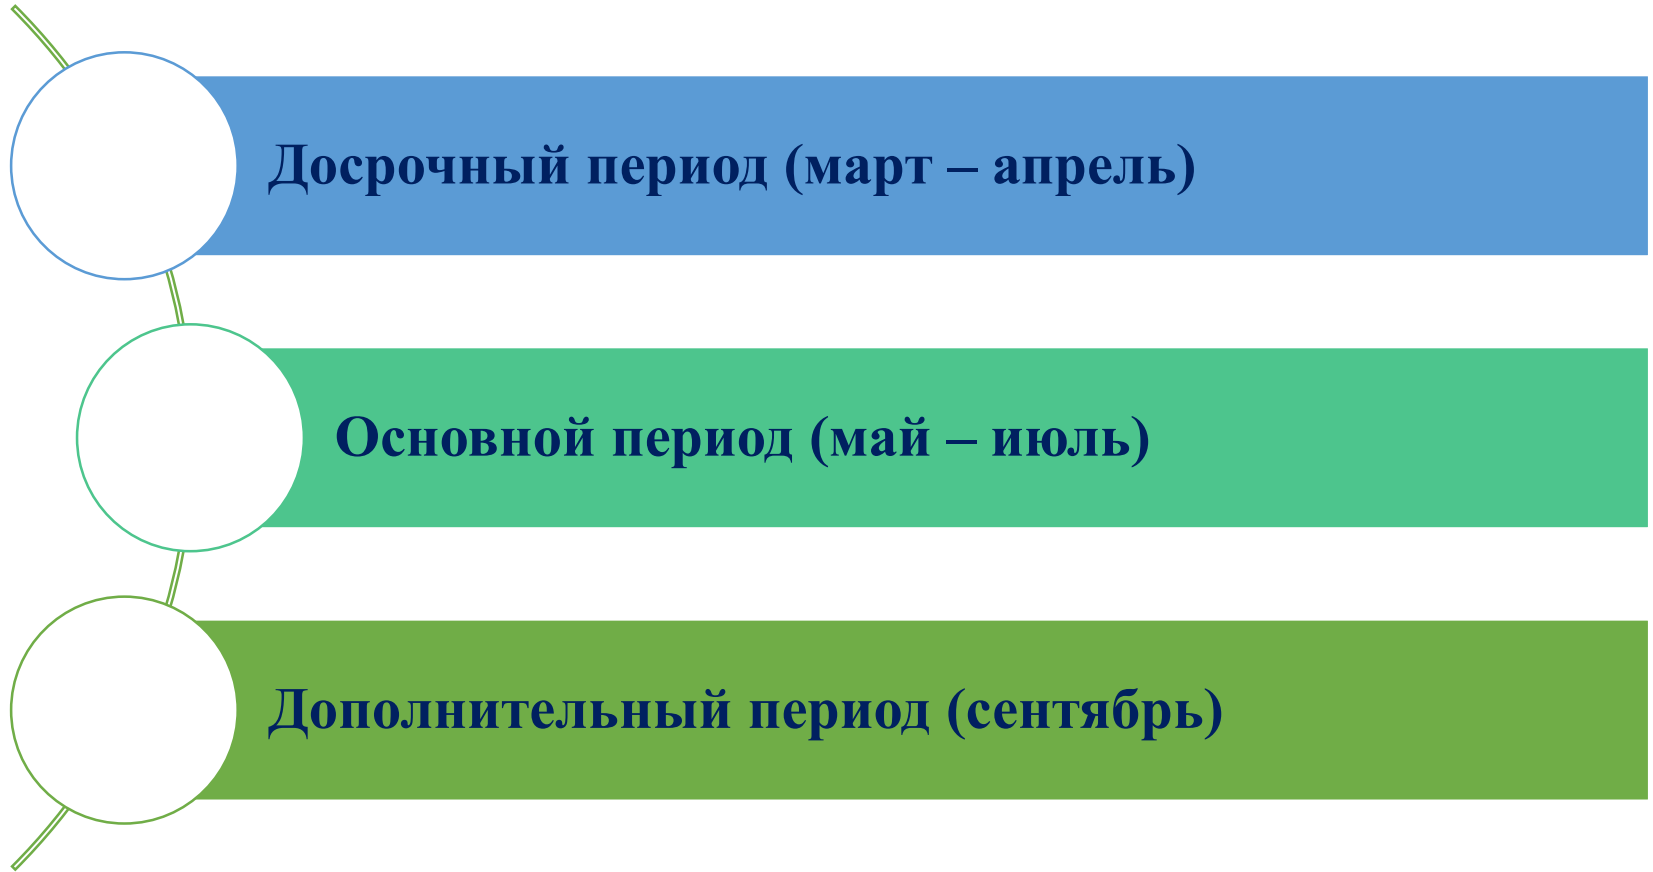 Досрочный период (март – апрель)
Основной период (май – июль)
Дополнительный период (сентябрь)